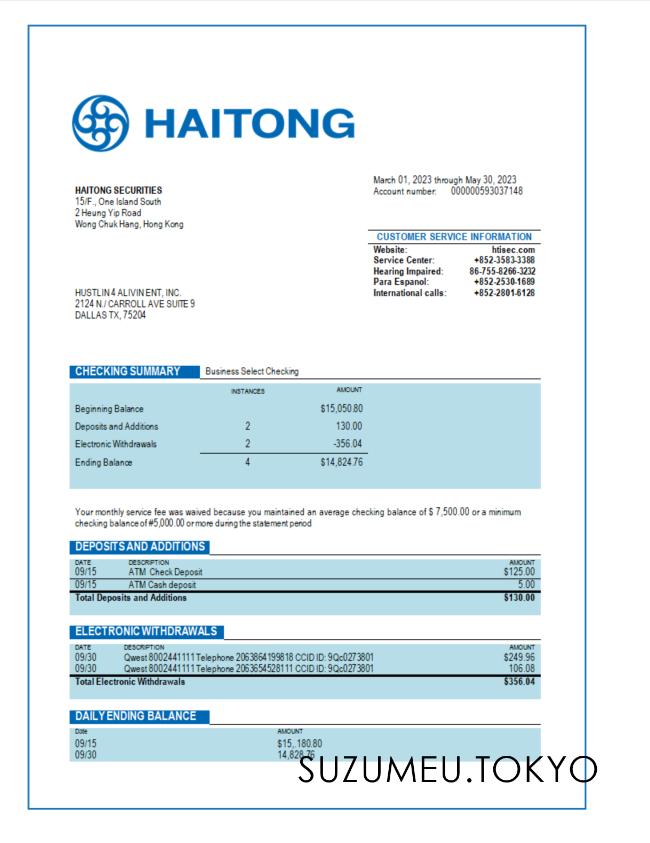 HAITONG
March 01, 2023 through May 30, 2023
Account number: 000000593037148
HAITONG SECURITIES
15/F., One Island South
2 Heung Yip Road
Wong Chuk Hang, Hong Kong
CUSTOMER SERVICE INFORMATION
Website: htisec.com
Service Center: +852-3583-3388
Hearing Impaired: 86-755-8266-3232
Para Espanol: +852-2530-1689
International calls: +852-2801-6128
HUSTLIN 4 ALIVIN ENT, INC.
2124 N./ CARROLL AVE SUITE 9
DALLAS TX, 75204
CHECKING SUMMARY Business Select Checking
INSTANCES AMOUNT
Beginning Balance $15,050.80
Deposits and Additions 2 130.00
Electronic Withdrawals 2 -356.04
Ending Balance 4 $14,824.76
Your monthly service fee was waived because you maintained an average checking balance of $ 7,500.00 or a minimum
checking balance of #5,000.00 or more during the statement period
DEPOSITS AND ADDITIONS
DATE DESCRIPTION AMOUNT
09/15 ATM Check Deposit $125.00
09/15 ATM Cash deposit 5.00
Total Deposits and Additions $130.00
ELECTRONIC WITHDRAWALS
DATE DESCRIPTION AMOUNT
09/30 Qwest 8002441111 Telephone 2063864199818 CCID ID: 9Qc0273801 $249.96
09/30 Qwest 8002441111 Telephone 2063654528111 CCID ID: 9Qc0273801 106.08
Total Electronic Withdrawals $356.04
DAILY ENDING BALANCE
Date AMOUNT
09/15 $15,.180.80
09/30 14,828.76
SUZUMEU.TOKYO